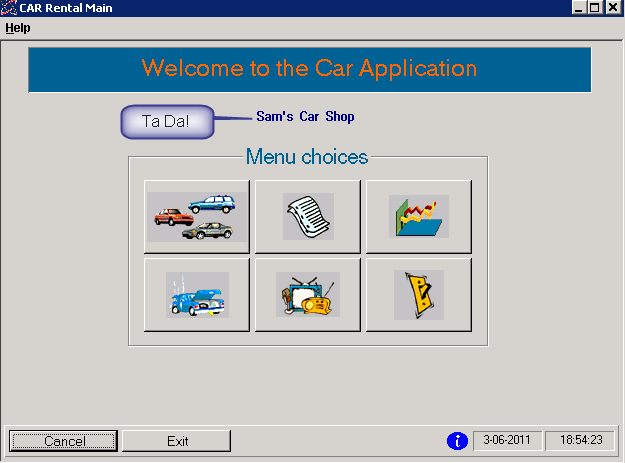 CAR Rental Main
Help
Welcome to the Car Application
Ta Da!
Sam's Car Shop
Menu choices
Cancel
Exit
i
3-06-2011
18:54:23